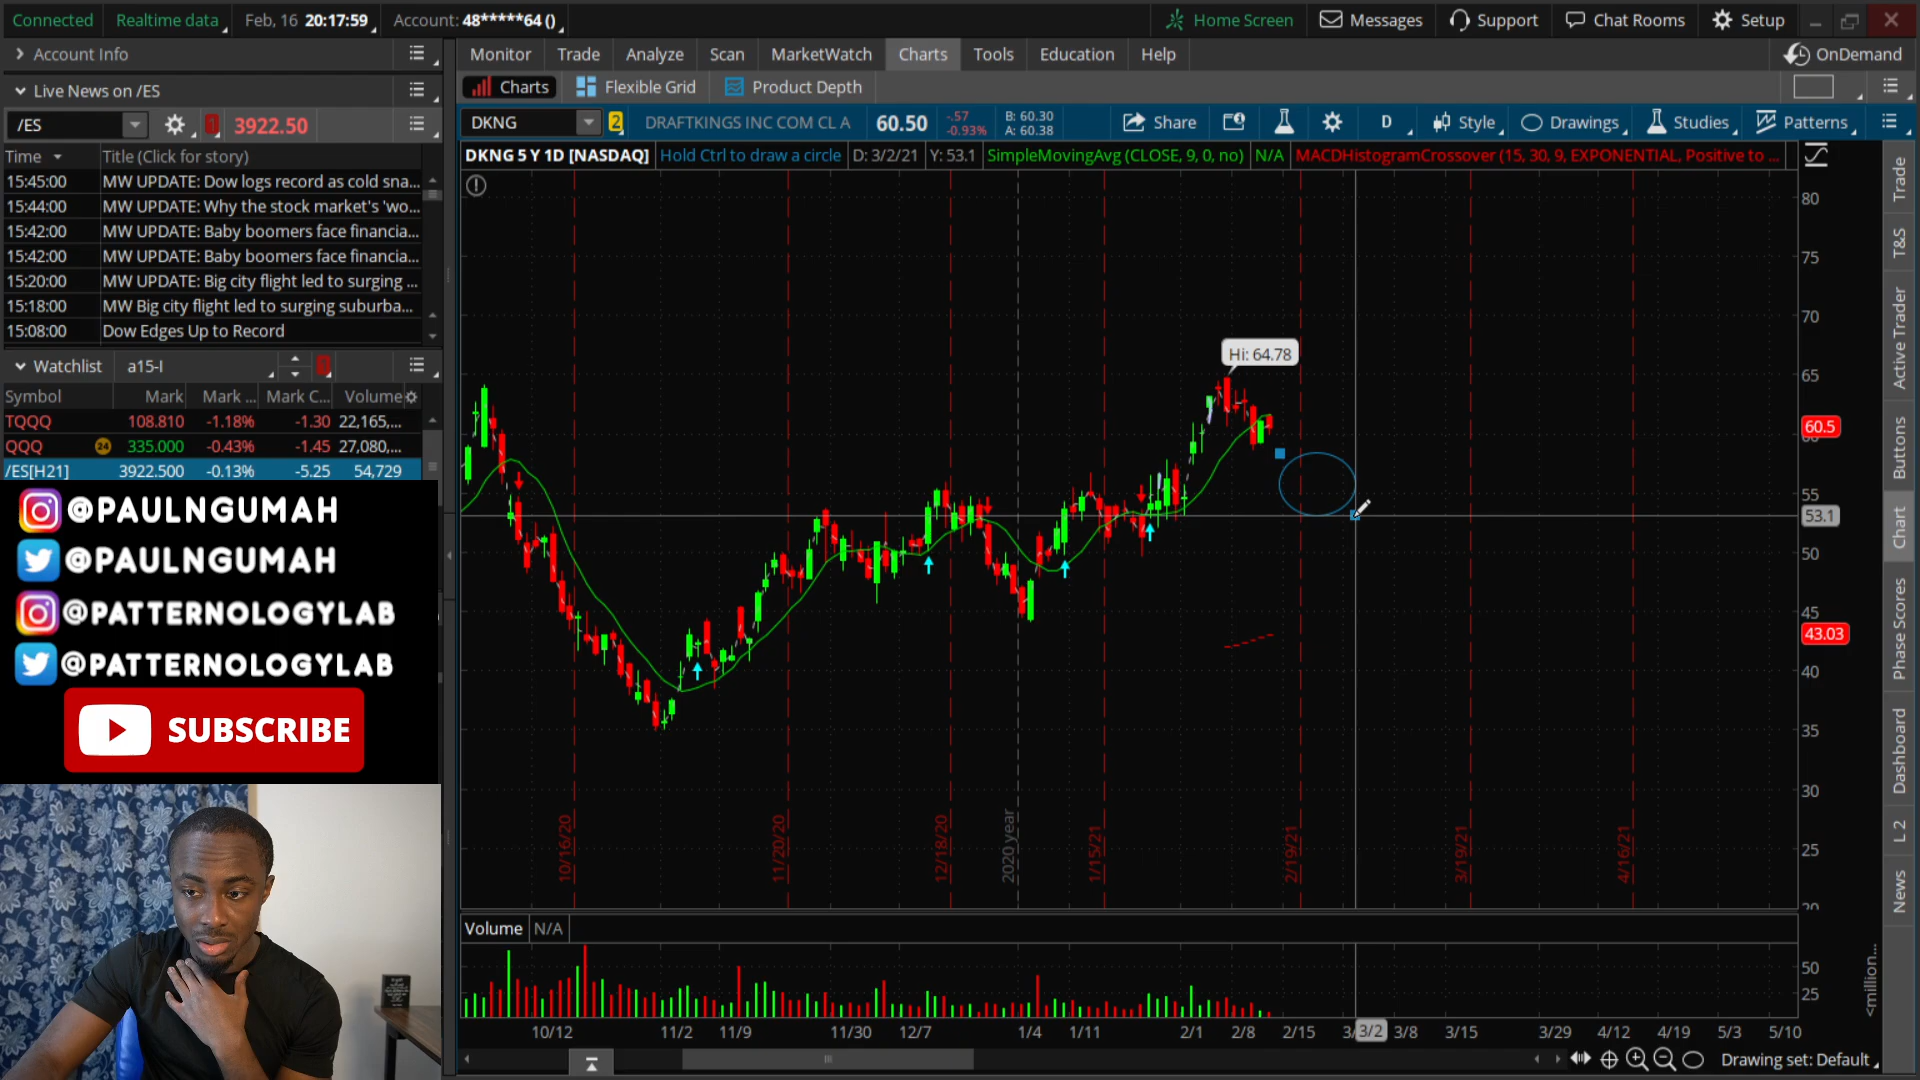 Connected
Realtime data
Feb, 16 20:17:59
Account: 48*****64 ()
Home Screen
Messages
Support
Chat Rooms
Setup
Account Info
Monitor
Trade
Analyze
Scan
MarketWatch
Charts
Tools
Education
Help
OnDemand
Live News on /ES
Charts
Flexible Grid
Product Depth
/ES
1
3922.50
DKNG
2
DRAFTKINGS INC COM CL A
60.50
-.57
-0.93%
B: 60.30
A: 60.38
Share
D
Style
Drawings
Studies
Patterns
Time
Title (Click for story)
DKNG 5 Y 1D [NASDAQ]
Hold Ctrl to draw a circle
D: 3/2/21
Y: 53.1
SimpleMovingAvg (CLOSE, 9, 0, no)
N/A
MACDHistogramCrossover (15, 30, 9, EXPONENTIAL, Positive to ...
15:45:00 MW UPDATE: Dow logs record as cold sna...
15:44:00 MW UPDATE: Why the stock market's 'wo...
15:42:00 MW UPDATE: Baby boomers face financia...
15:42:00 MW UPDATE: Baby boomers face financia...
15:20:00 MW UPDATE: Big city flight led to surging ...
15:18:00 MW Big city flight led to surging suburba...
15:08:00 Dow Edges Up to Record
Watchlist
a15-I
1
Symbol Mark Mark ... Mark C... Volume
TQQQ 108.810 -1.18% -1.30 22,165,...
QQQ 24 335.000 -0.43% -1.45 27,080,...
/ES[H21] 3922.500 -0.13% -5.25 54,729
@PAULNGUMAH
@PAULNGUMAH
@PATTERNOLOGYLAB
@PATTERNOLOGYLAB
SUBSCRIBE
Hi: 64.78
80
75
70
65
60.5
55
53.1
50
45
43.03
40
35
30
25
20
10/16/20
11/20/20
12/18/20
2020 year
1/15/21
2/19/21
3/19/21
4/16/21
Trade
T&S
Active Trader
Buttons
Chart
Phase Scores
Dashboard
L 2
News
Volume
N/A
50
25
<million...
10/12
11/2
11/9
11/30
12/7
1/4
1/11
2/1
2/8
2/15
3/2
3/8
3/15
3/29
4/12
4/19
5/3
5/10
Drawing set: Default